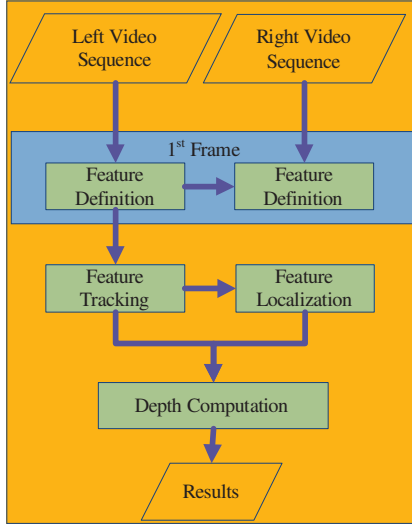 Left Video
Sequence
Right Video
Sequence
1st Frame
Feature
Definition
Feature
Definition
Feature
Tracking
Feature
Localization
Depth Computation
Results